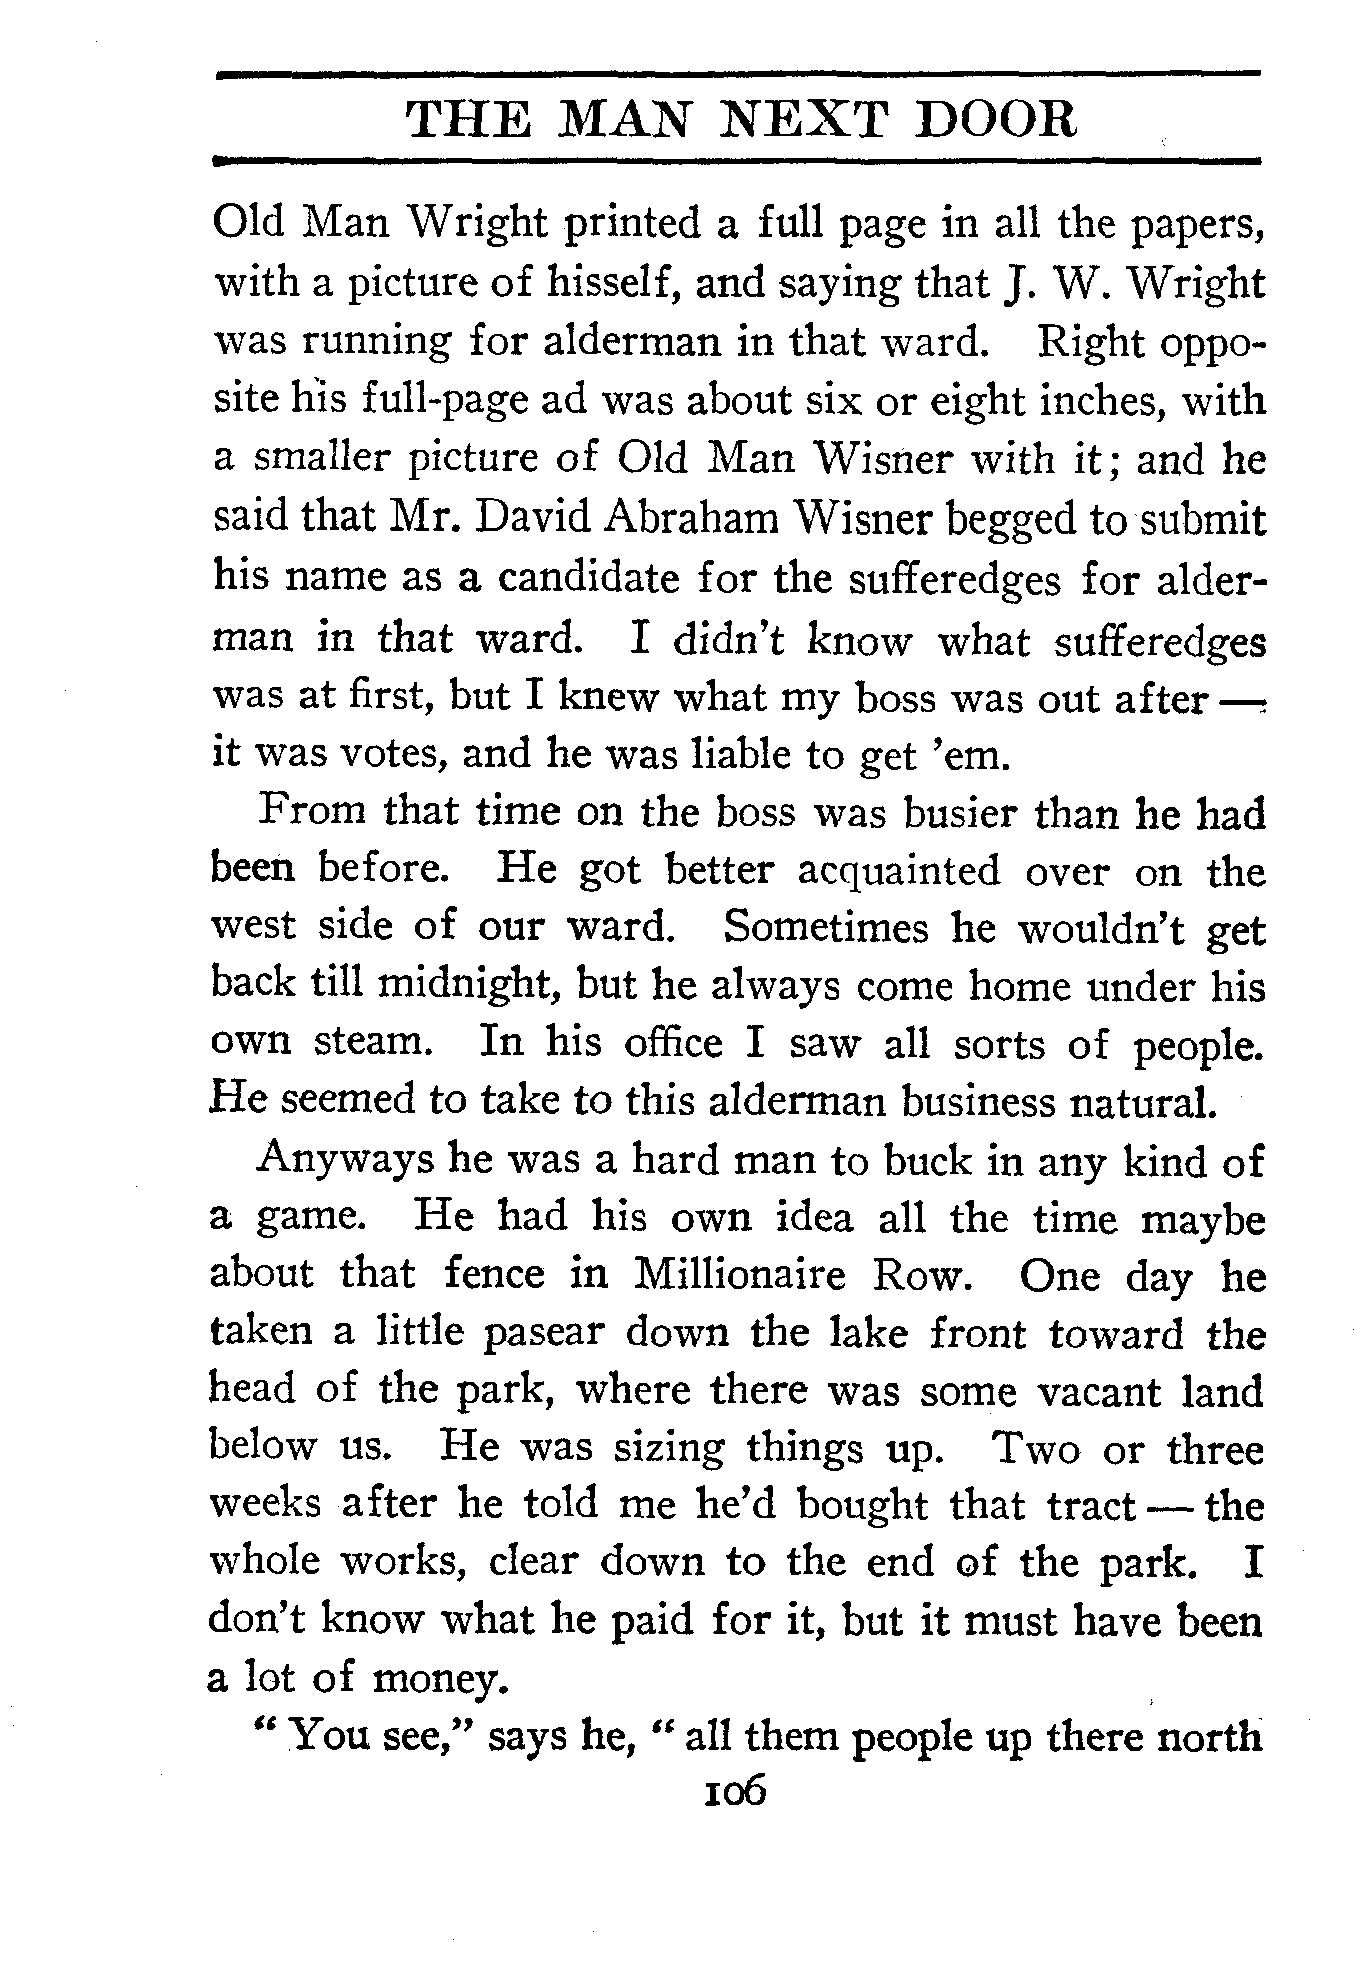 THE MAN NEXT DOOR
Old Man Wright printed a full page in all the papers,
with a picture of hisself, and saying that J. W. Wright
was running for alderman in that ward. Right oppo-
site his full-page ad was about six or eight inches, with
a smaller picture of Old Man Wisner with it; and he
said that Mr. David Abraham Wisner begged to submit
his name as a candidate for the sufferedges for alder-
man in that ward. I didn't know what sufferedges
was at first, but I knew what my boss was out after —
it was votes, and he was liable to get 'em.
From that time on the boss was busier than he had
been before. He got better acquainted over on the
west side of our ward. Sometimes he wouldn't get
back till midnight, but he always come home under his
own steam. In his office I saw all sorts of people.
He seemed to take to this alderman business natural.
Anyways he was a hard man to buck in any kind of
a game. He had his own idea all the time maybe
about that fence in Millionaire Row. One day he
taken a little pasear down the lake front toward the
head of the park, where there was some vacant land
below us. He was sizing things up. Two or three
weeks after he told me he'd bought that tract — the
whole works, clear down to the end of the park. I
don't know what he paid for it, but it must have been
a lot of money.
" You see," says he, " all them people up there north
106